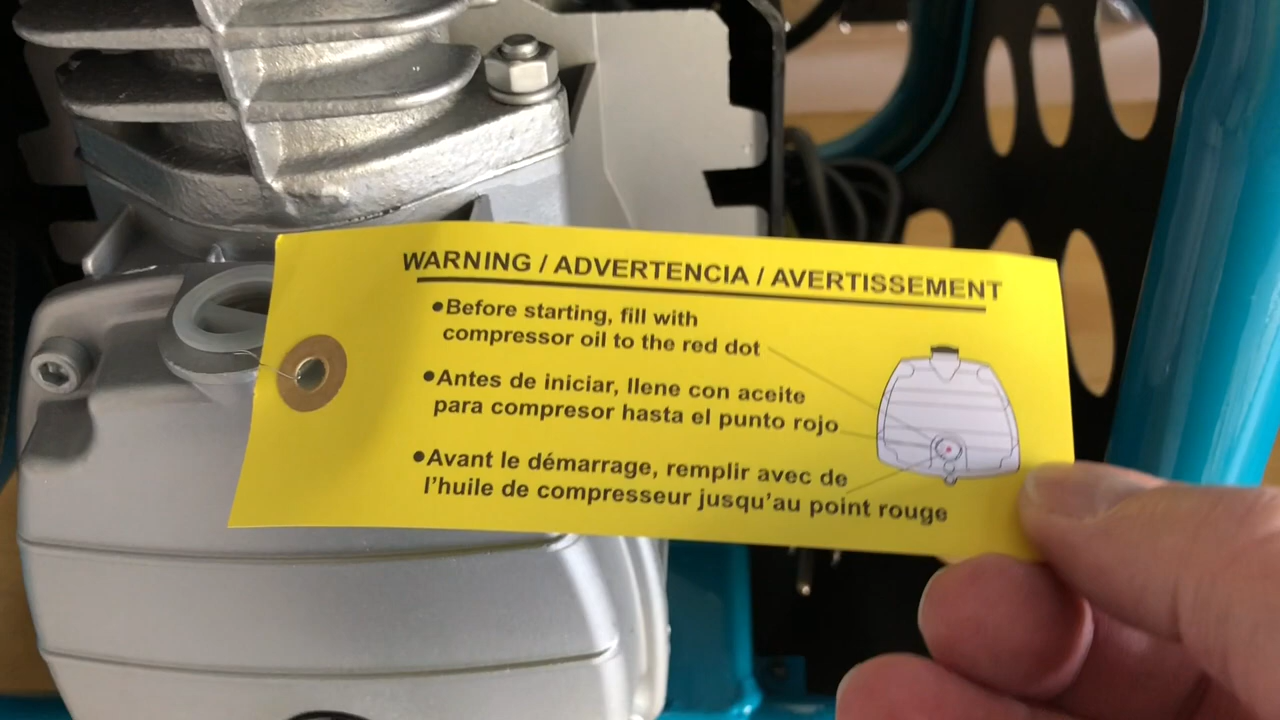 WARNING / ADVERTENCIA / AVERTISSEMENT
●Before starting, fill with
compressor oil to the red dot
●Antes de iniciar, llene con aceite
para compresor hasta el punto rojo
●Avant le démarrage, remplir avec de
l'huile de compresseur jusqu'au point rouge